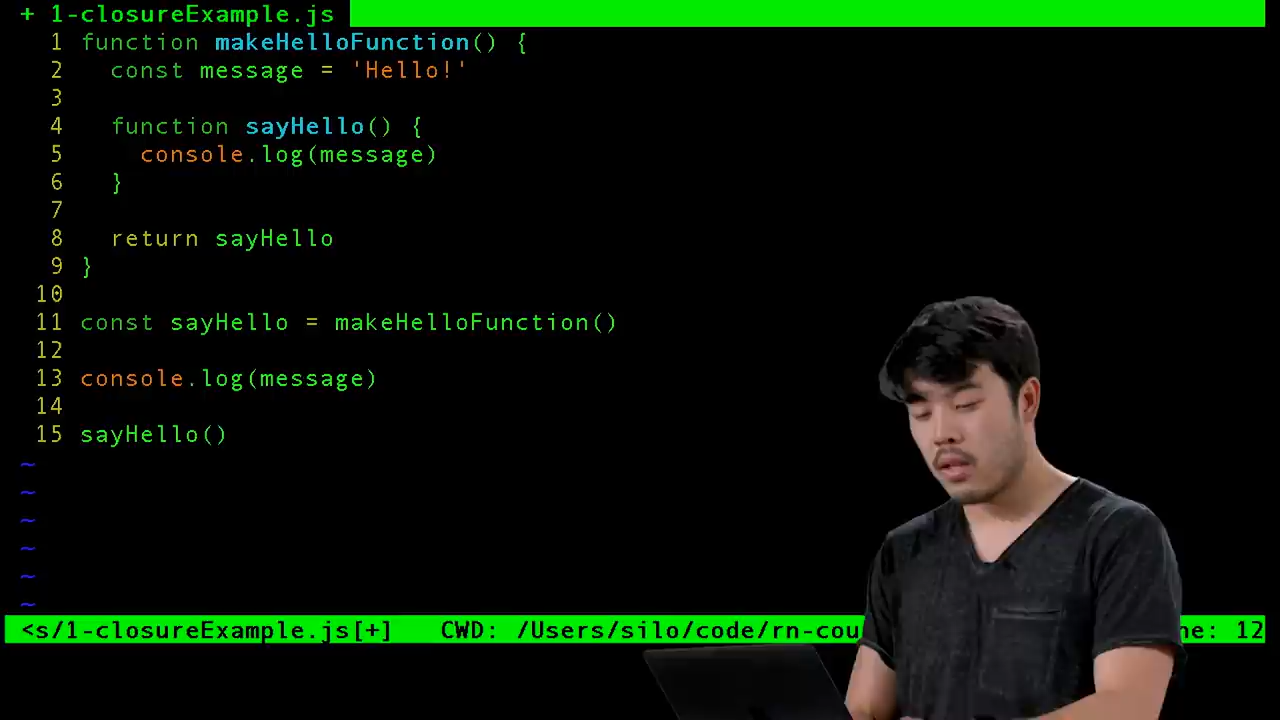 + 1-closureExample.js
1 function makeHelloFunction() {
2   const message = 'Hello!'
3
4   function sayHello() {
5     console.log(message)
6   }
7
8   return sayHello
9 }
10
11 const sayHello = makeHelloFunction()
12
13 console.log(message)
14
15 sayHello()
~
~
~
~
~
~
<s/1-closureExample.js[+]   CWD: /Users/silo/code/rn-cou ne: 12